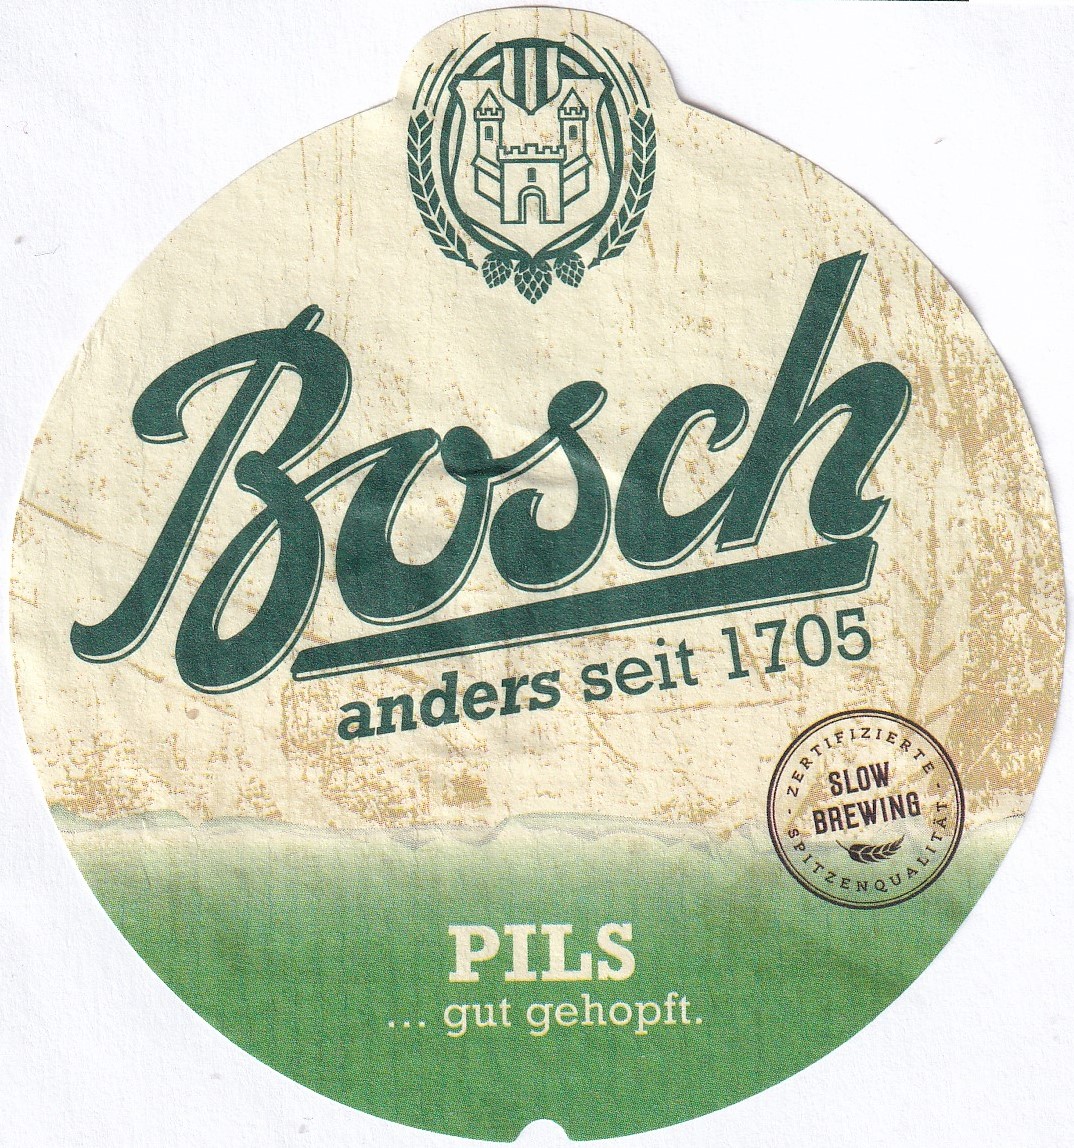 Bosch
anders seit 1705
ZERTIFIZIERTE
SLOW
BREWING
SPITZENQUALITÄT
PILS
... gut gehopft.